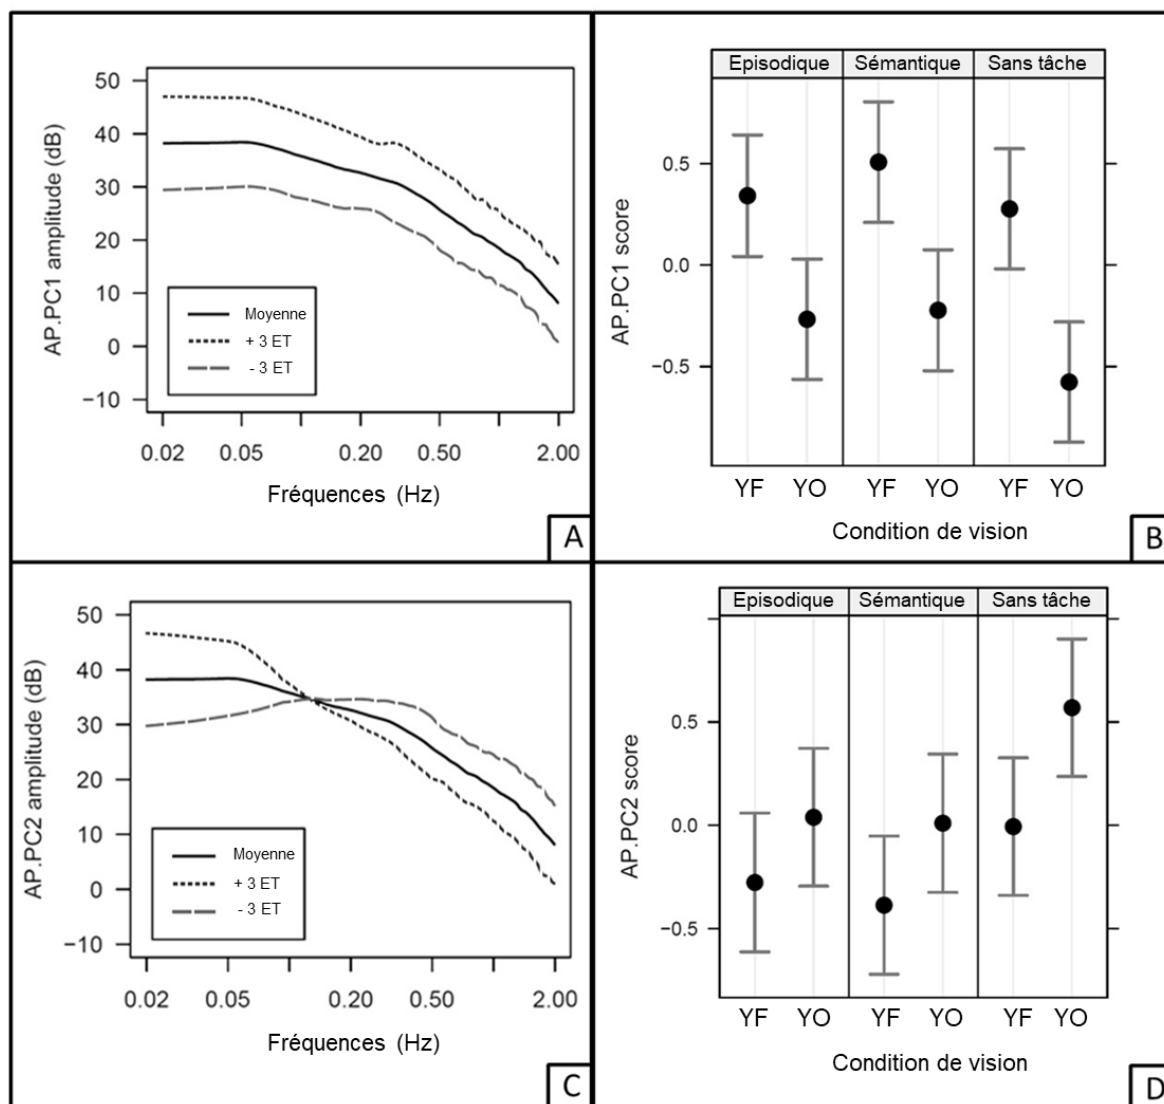 Episodique Sémantique Sans tâche
50
40
30
20
10
0
−10
AP.PC1 amplitude (dB)
Moyenne
+ 3 ET
- 3 ET
0.02 0.05 0.20 0.50 2.00
Fréquences (Hz)
A
0.5
0.0
−0.5
AP.PC1 score
YF YO YF YO YF YO
Condition de vision
B
50
40
30
20
10
0
−10
AP.PC2 amplitude (dB)
Moyenne
+ 3 ET
- 3 ET
0.02 0.05 0.20 0.50 2.00
Fréquences (Hz)
C
Episodique Sémantique Sans tâche
0.5
0.0
-0.5
AP.PC2 score
YF YO YF YO YF YO
Condition de vision
D